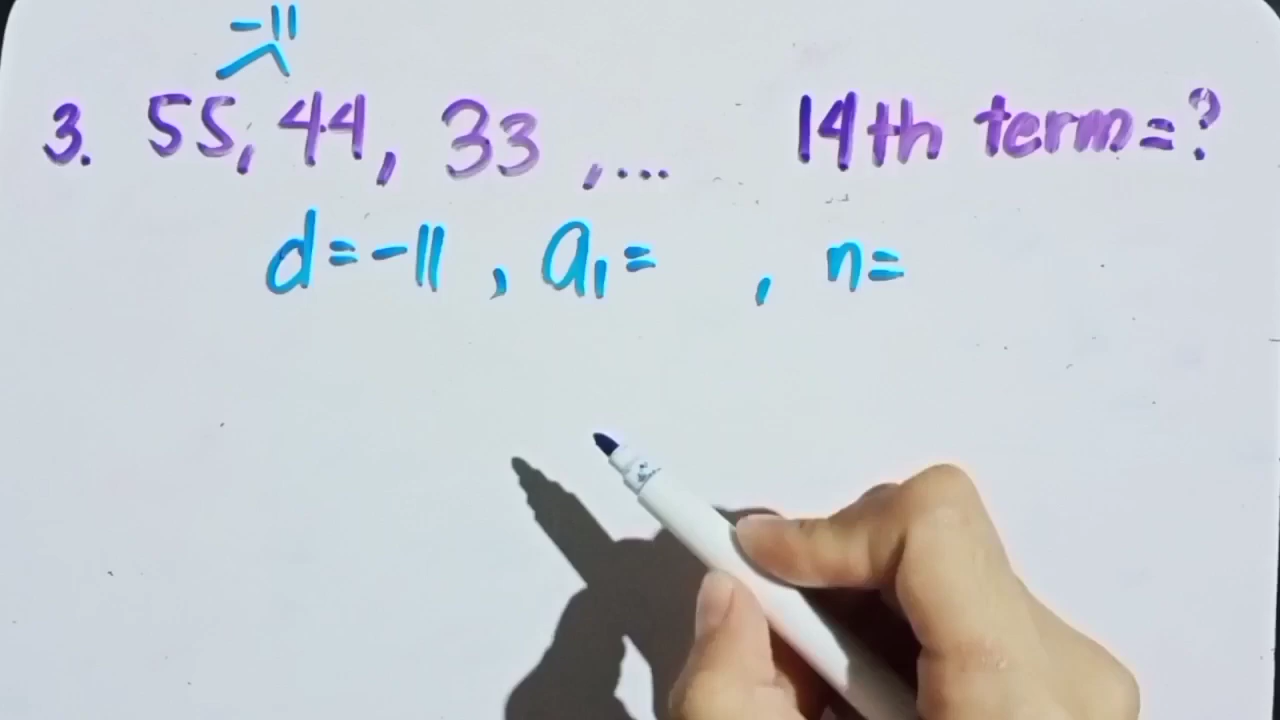 -11
3. 55, 44, 33, ... 14th term = ?
d = -11, a₁ = , n =